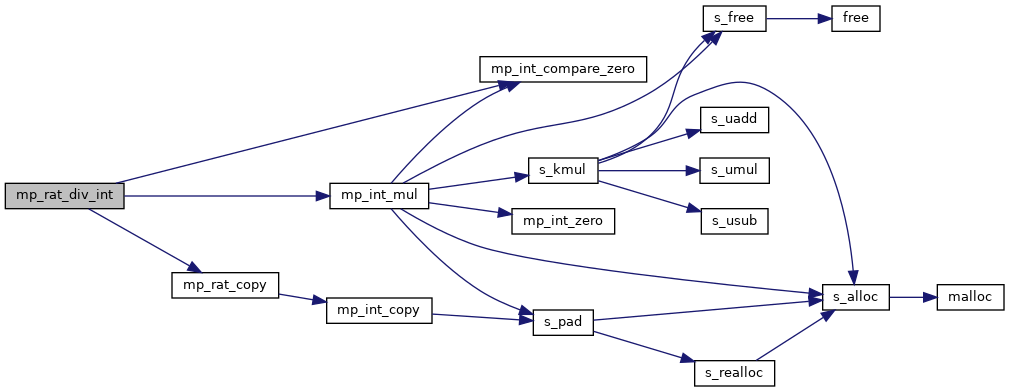 s_free
free
mp_int_compare_zero
s_uadd
s_kmul
s_umul
mp_rat_div_int
mp_int_mul
mp_int_zero
s_usub
mp_rat_copy
s_alloc
malloc
mp_int_copy
s_pad
s_realloc